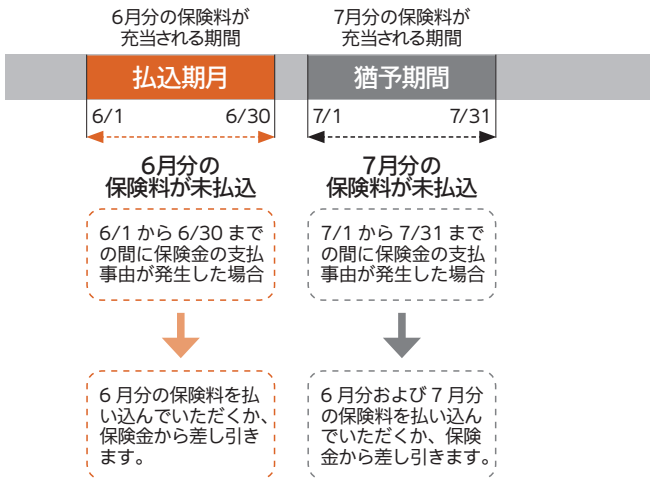 6月分の保険料が
充当される期間
7月分の保険料が
充当される期間
払込期月
猶予期間
6/1
6/30
7/1
7/31
6月分の
保険料が未払込
7月分の
保険料が未払込
6/1 から 6/30 まで
の間に保険金の支払
事由が発生した場合
7/1 から 7/31 まで
の間に保険金の支払
事由が発生した場合
6 月分の保険料を払
い込んでいただくか、
保険金から差し引き
ます。
6 月分および 7 月分
の保険料を払い込ん
でいただくか、保険
金から差し引きます。